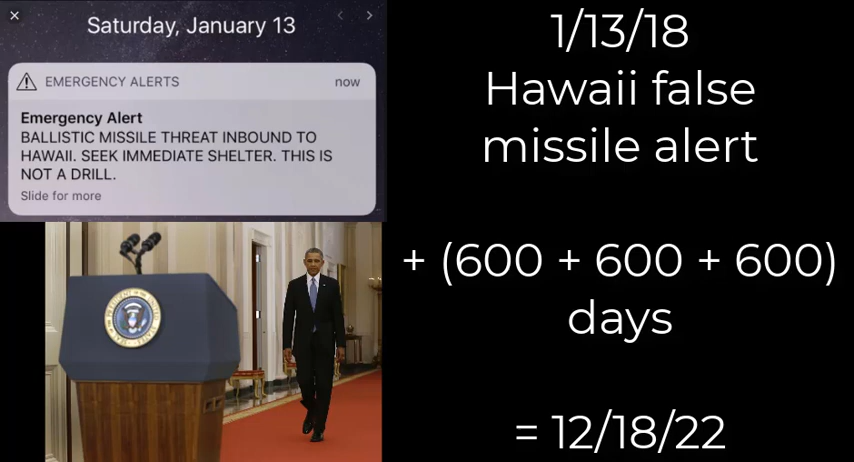 Saturday, January 13
EMERGENCY ALERTS
now
Emergency Alert
BALLISTIC MISSILE THREAT INBOUND TO
HAWAII. SEEK IMMEDIATE SHELTER. THIS IS
NOT A DRILL.
Slide for more
1/13/18
Hawaii false
missile alert
+ (600 + 600 + 600)
days
= 12/18/22